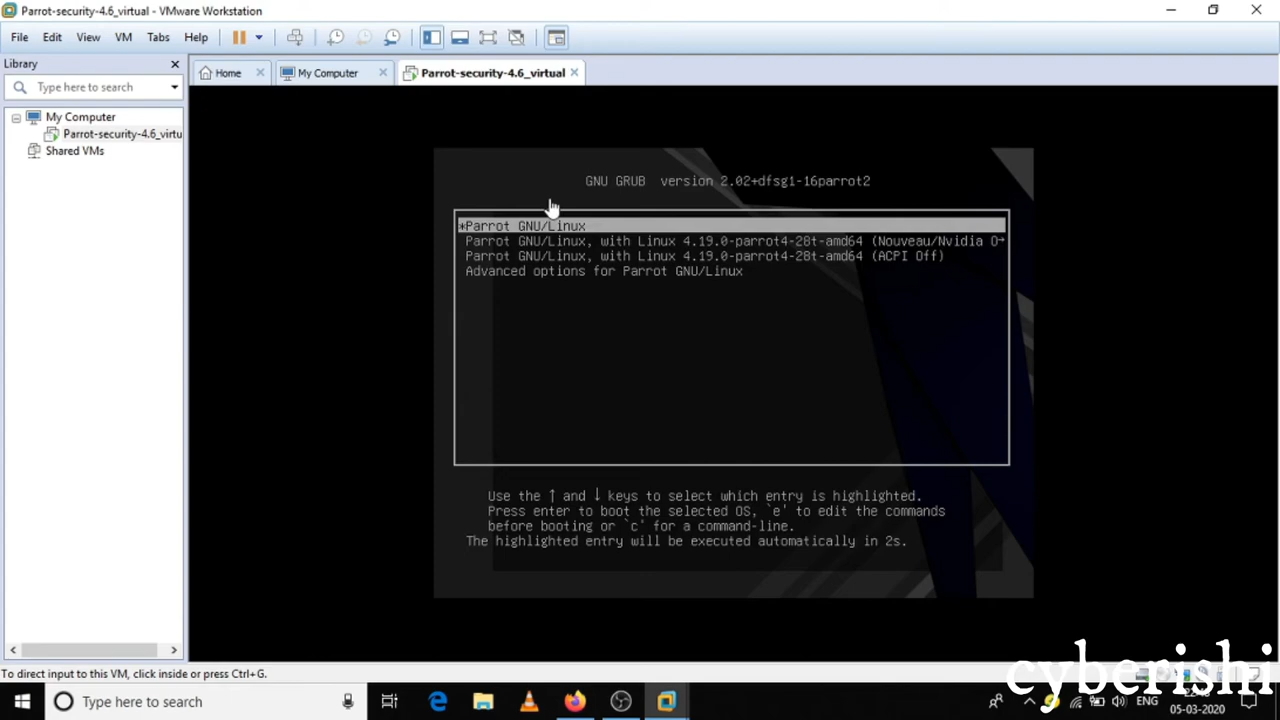 Parrot-security-4.6_virtual - VMware Workstation
File Edit View VM Tabs Help
Library
Type here to search
My Computer
Parrot-security-4.6_virtu
Shared VMs
Home
My Computer
Parrot-security-4.6_virtual
GNU GRUB version 2.02+dfsg1-16parrot2
*Parrot GNU/Linux
Parrot GNU/Linux, with Linux 4.19.0-parrot4-28t-amd64 (Nouveau/Nvidia O→
Parrot GNU/Linux, with Linux 4.19.0-parrot4-28t-amd64 (ACPI Off)
Advanced options for Parrot GNU/Linux
Use the ↑ and ↓ keys to select which entry is highlighted.
Press enter to boot the selected OS, `e' to edit the commands
before booting or `c' for a command-line.
The highlighted entry will be executed automatically in 2s.
To direct input to this VM, click inside or press Ctrl+G.
cyberishi
Type here to search
ENG
05-03-2020